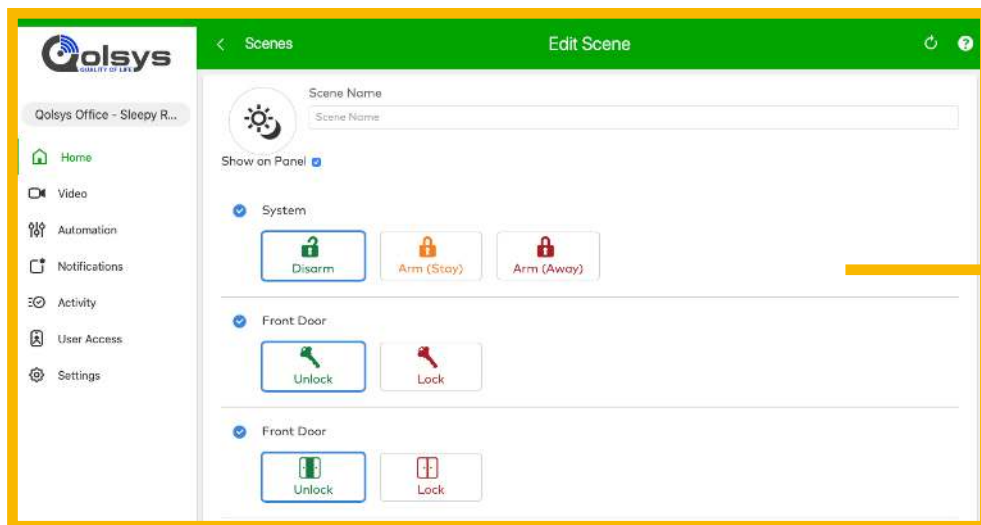 Qolsys
QUALITY OF LIFE
Scenes
Edit Scene
?
Qolsys Office - Sleepy R...
Home
Video
Automation
Notifications
Activity
User Access
Settings
Scene Name
Scene Name
Show on Panel
System
Disarm
Arm (Stay)
Arm (Away)
Front Door
Unlock
Lock
Front Door
Unlock
Lock